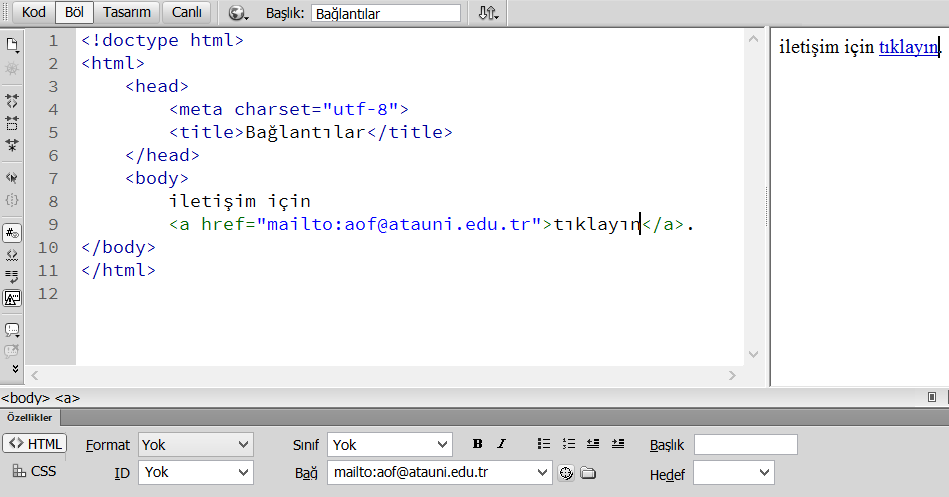 Kod Böl Tasarım Canlı Başlık: Bağlantılar
1 <!doctype html>
2 <html>
3 <head>
4 <meta charset="utf-8">
5 <title>Bağlantılar</title>
6 </head>
7 <body>
8 iletişim için
9 <a href="mailto:aof@atauni.edu.tr">tıklayın</a>.
10 </body>
11 </html>
12
iletişim için tıklayın.
<body> <a>
Özellikler
<> HTML Format Yok Sınıf Yok B I Başlık
CSS ID Yok Bağ mailto:aof@atauni.edu.tr Hedef